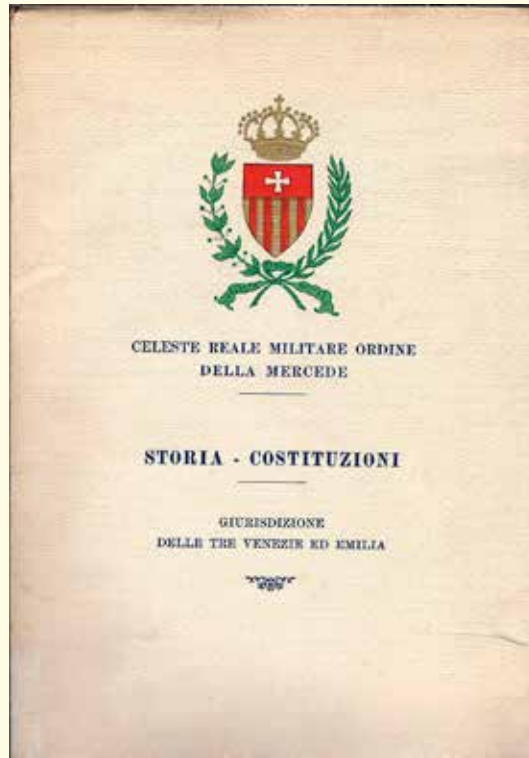 CELESTE REALE MILITARE ORDINE
DELLA MERCEDE
STORIA - COSTITUZIONI
GIURISDIZIONE
DELLE TRE VENEZIE ED EMILIA